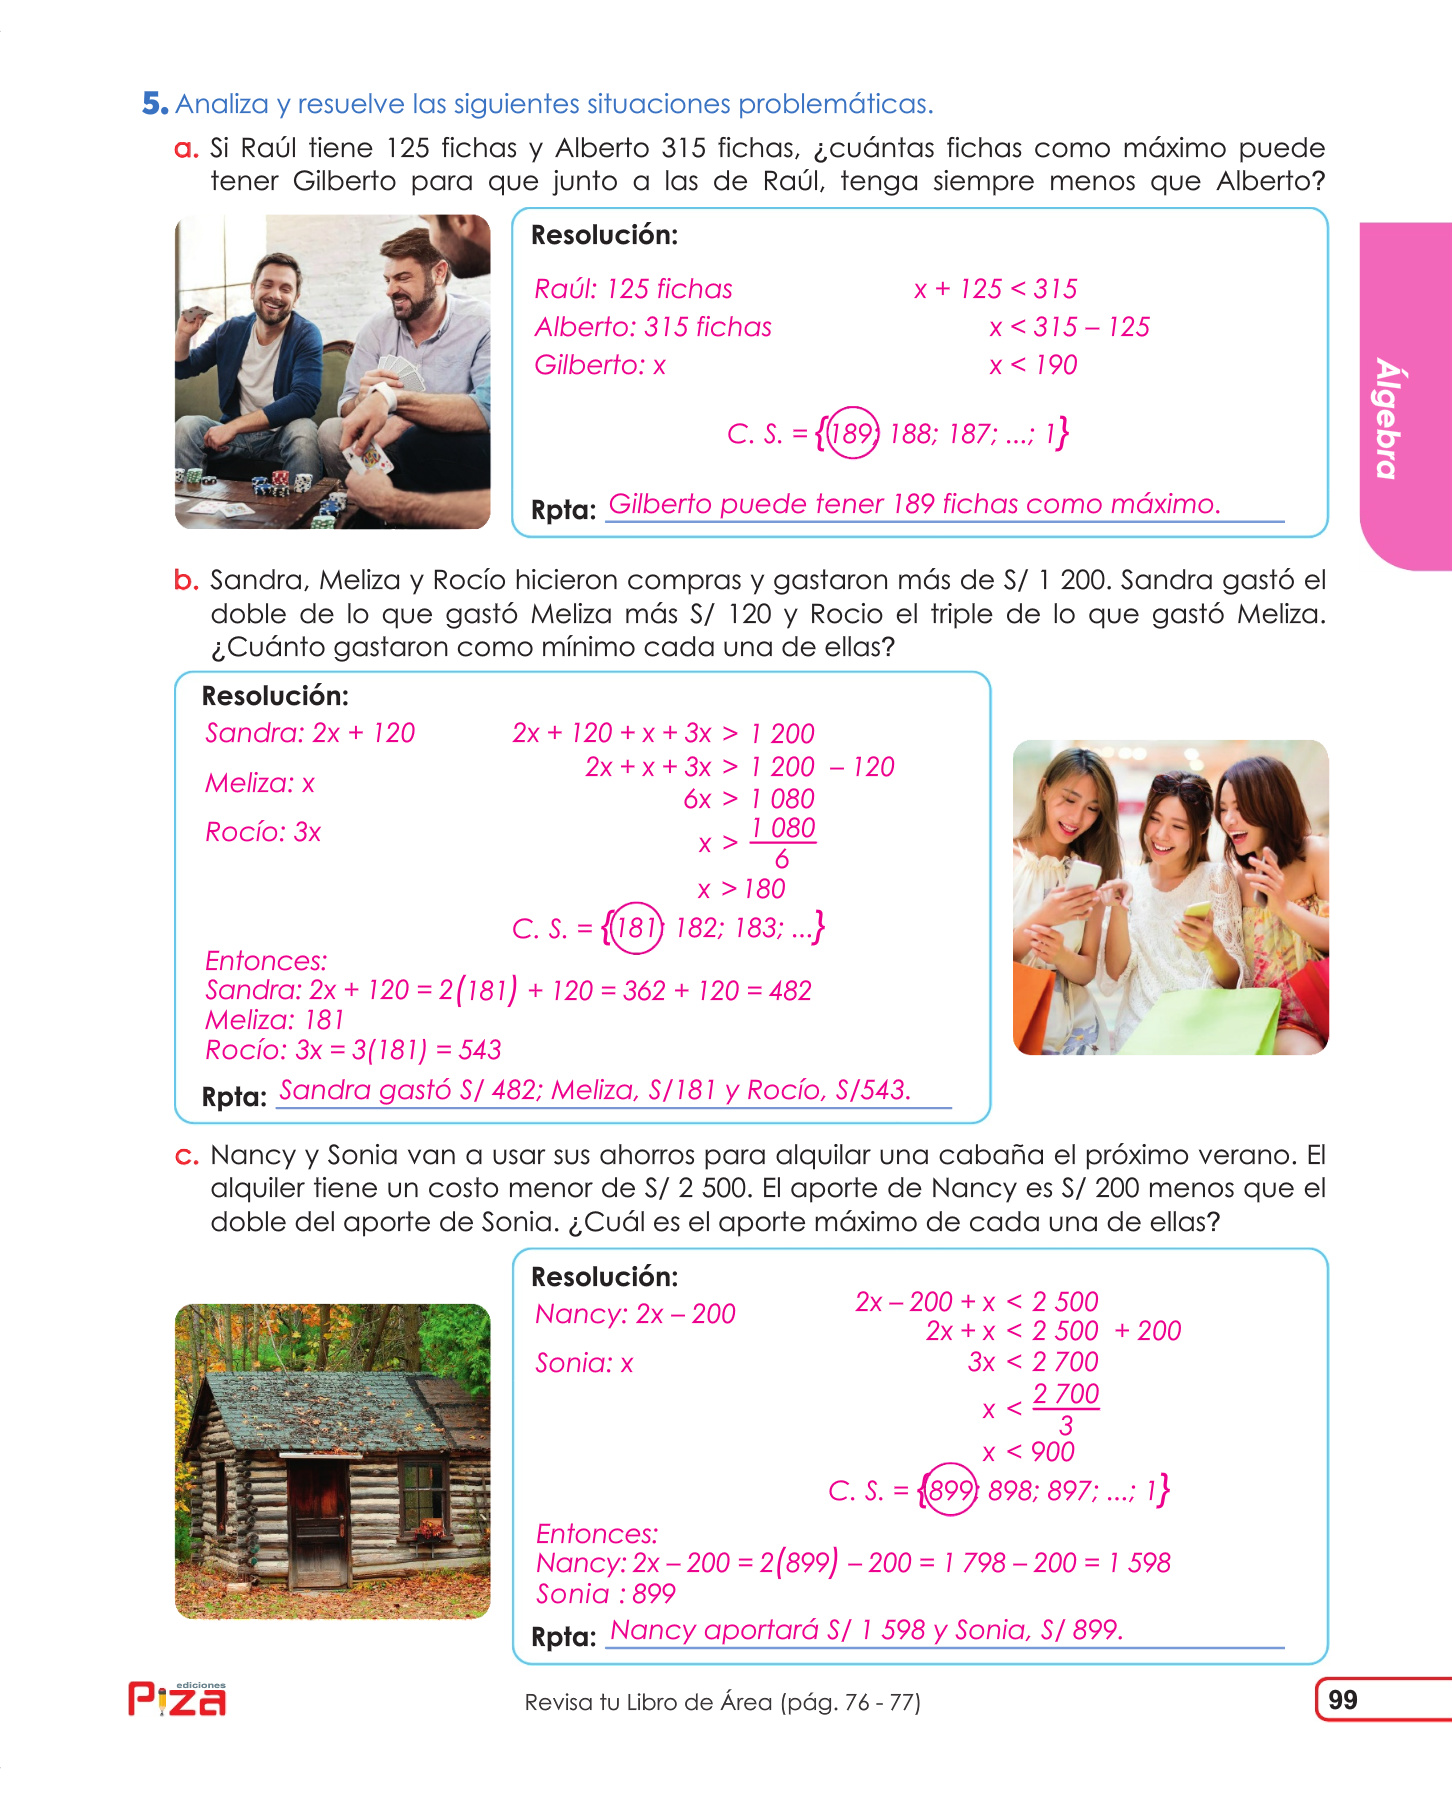 5. Analiza y resuelve las siguientes situaciones problemáticas.
a. Si Raúl tiene 125 fichas y Alberto 315 fichas, ¿cuántas fichas como máximo puede
tener Gilberto para que junto a las de Raúl, tenga siempre menos que Alberto?
Resolución:
Raúl: 125 fichas
Alberto: 315 fichas
Gilberto: x
x + 125 < 315
x < 315 – 125
x < 190
C. S. = {189; 188; 187; ...; 1}
Rpta: Gilberto puede tener 189 fichas como máximo.
Álgebra
b. Sandra, Meliza y Rocío hicieron compras y gastaron más de S/ 1 200. Sandra gastó el
doble de lo que gastó Meliza más S/ 120 y Rocio el triple de lo que gastó Meliza.
¿Cuánto gastaron como mínimo cada una de ellas?
Resolución:
Sandra: 2x + 120
Meliza: x
Rocío: 3x
2x + 120 + x + 3x > 1 200
2x + x + 3x > 1 200 – 120
6x > 1 080
x > 1 080
6
x > 180
C. S. = {181; 182; 183; ...}
Entonces:
Sandra: 2x + 120 = 2(181) + 120 = 362 + 120 = 482
Meliza: 181
Rocío: 3x = 3(181) = 543
Rpta: Sandra gastó S/ 482; Meliza, S/181 y Rocío, S/543.
c. Nancy y Sonia van a usar sus ahorros para alquilar una cabaña el próximo verano. El
alquiler tiene un costo menor de S/ 2 500. El aporte de Nancy es S/ 200 menos que el
doble del aporte de Sonia. ¿Cuál es el aporte máximo de cada una de ellas?
Resolución:
Nancy: 2x – 200
Sonia: x
2x – 200 + x < 2 500
2x + x < 2 500 + 200
3x < 2 700
x < 2 700
3
x < 900
C. S. = {899; 898; 897; ...; 1}
Entonces:
Nancy: 2x – 200 = 2(899) – 200 = 1 798 – 200 = 1 598
Sonia : 899
Rpta: Nancy aportará S/ 1 598 y Sonia, S/ 899.
ediciones
Piza
Revisa tu Libro de Área (pág. 76 - 77)
99